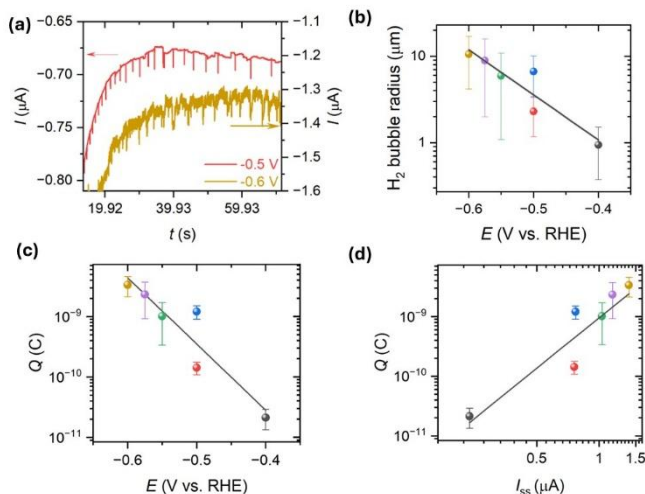 (a)
−0.65
−0.70
−0.75
−0.80
I (μA)
−1.1
−1.2
−1.3
−1.4
−1.5
−1.6
I (μA)
-0.5 V
-0.6 V
19.92 39.93 59.93
t (s)
(b)
H2 bubble radius (μm)
10
1
−0.6 −0.5 −0.4
E (V vs. RHE)
(c)
Q (C)
10⁻⁹
10⁻¹⁰
10⁻¹¹
−0.6 −0.5 −0.4
E (V vs. RHE)
(d)
Q (C)
10⁻⁹
10⁻¹⁰
10⁻¹¹
0.5 1 1.5
Iss (μA)